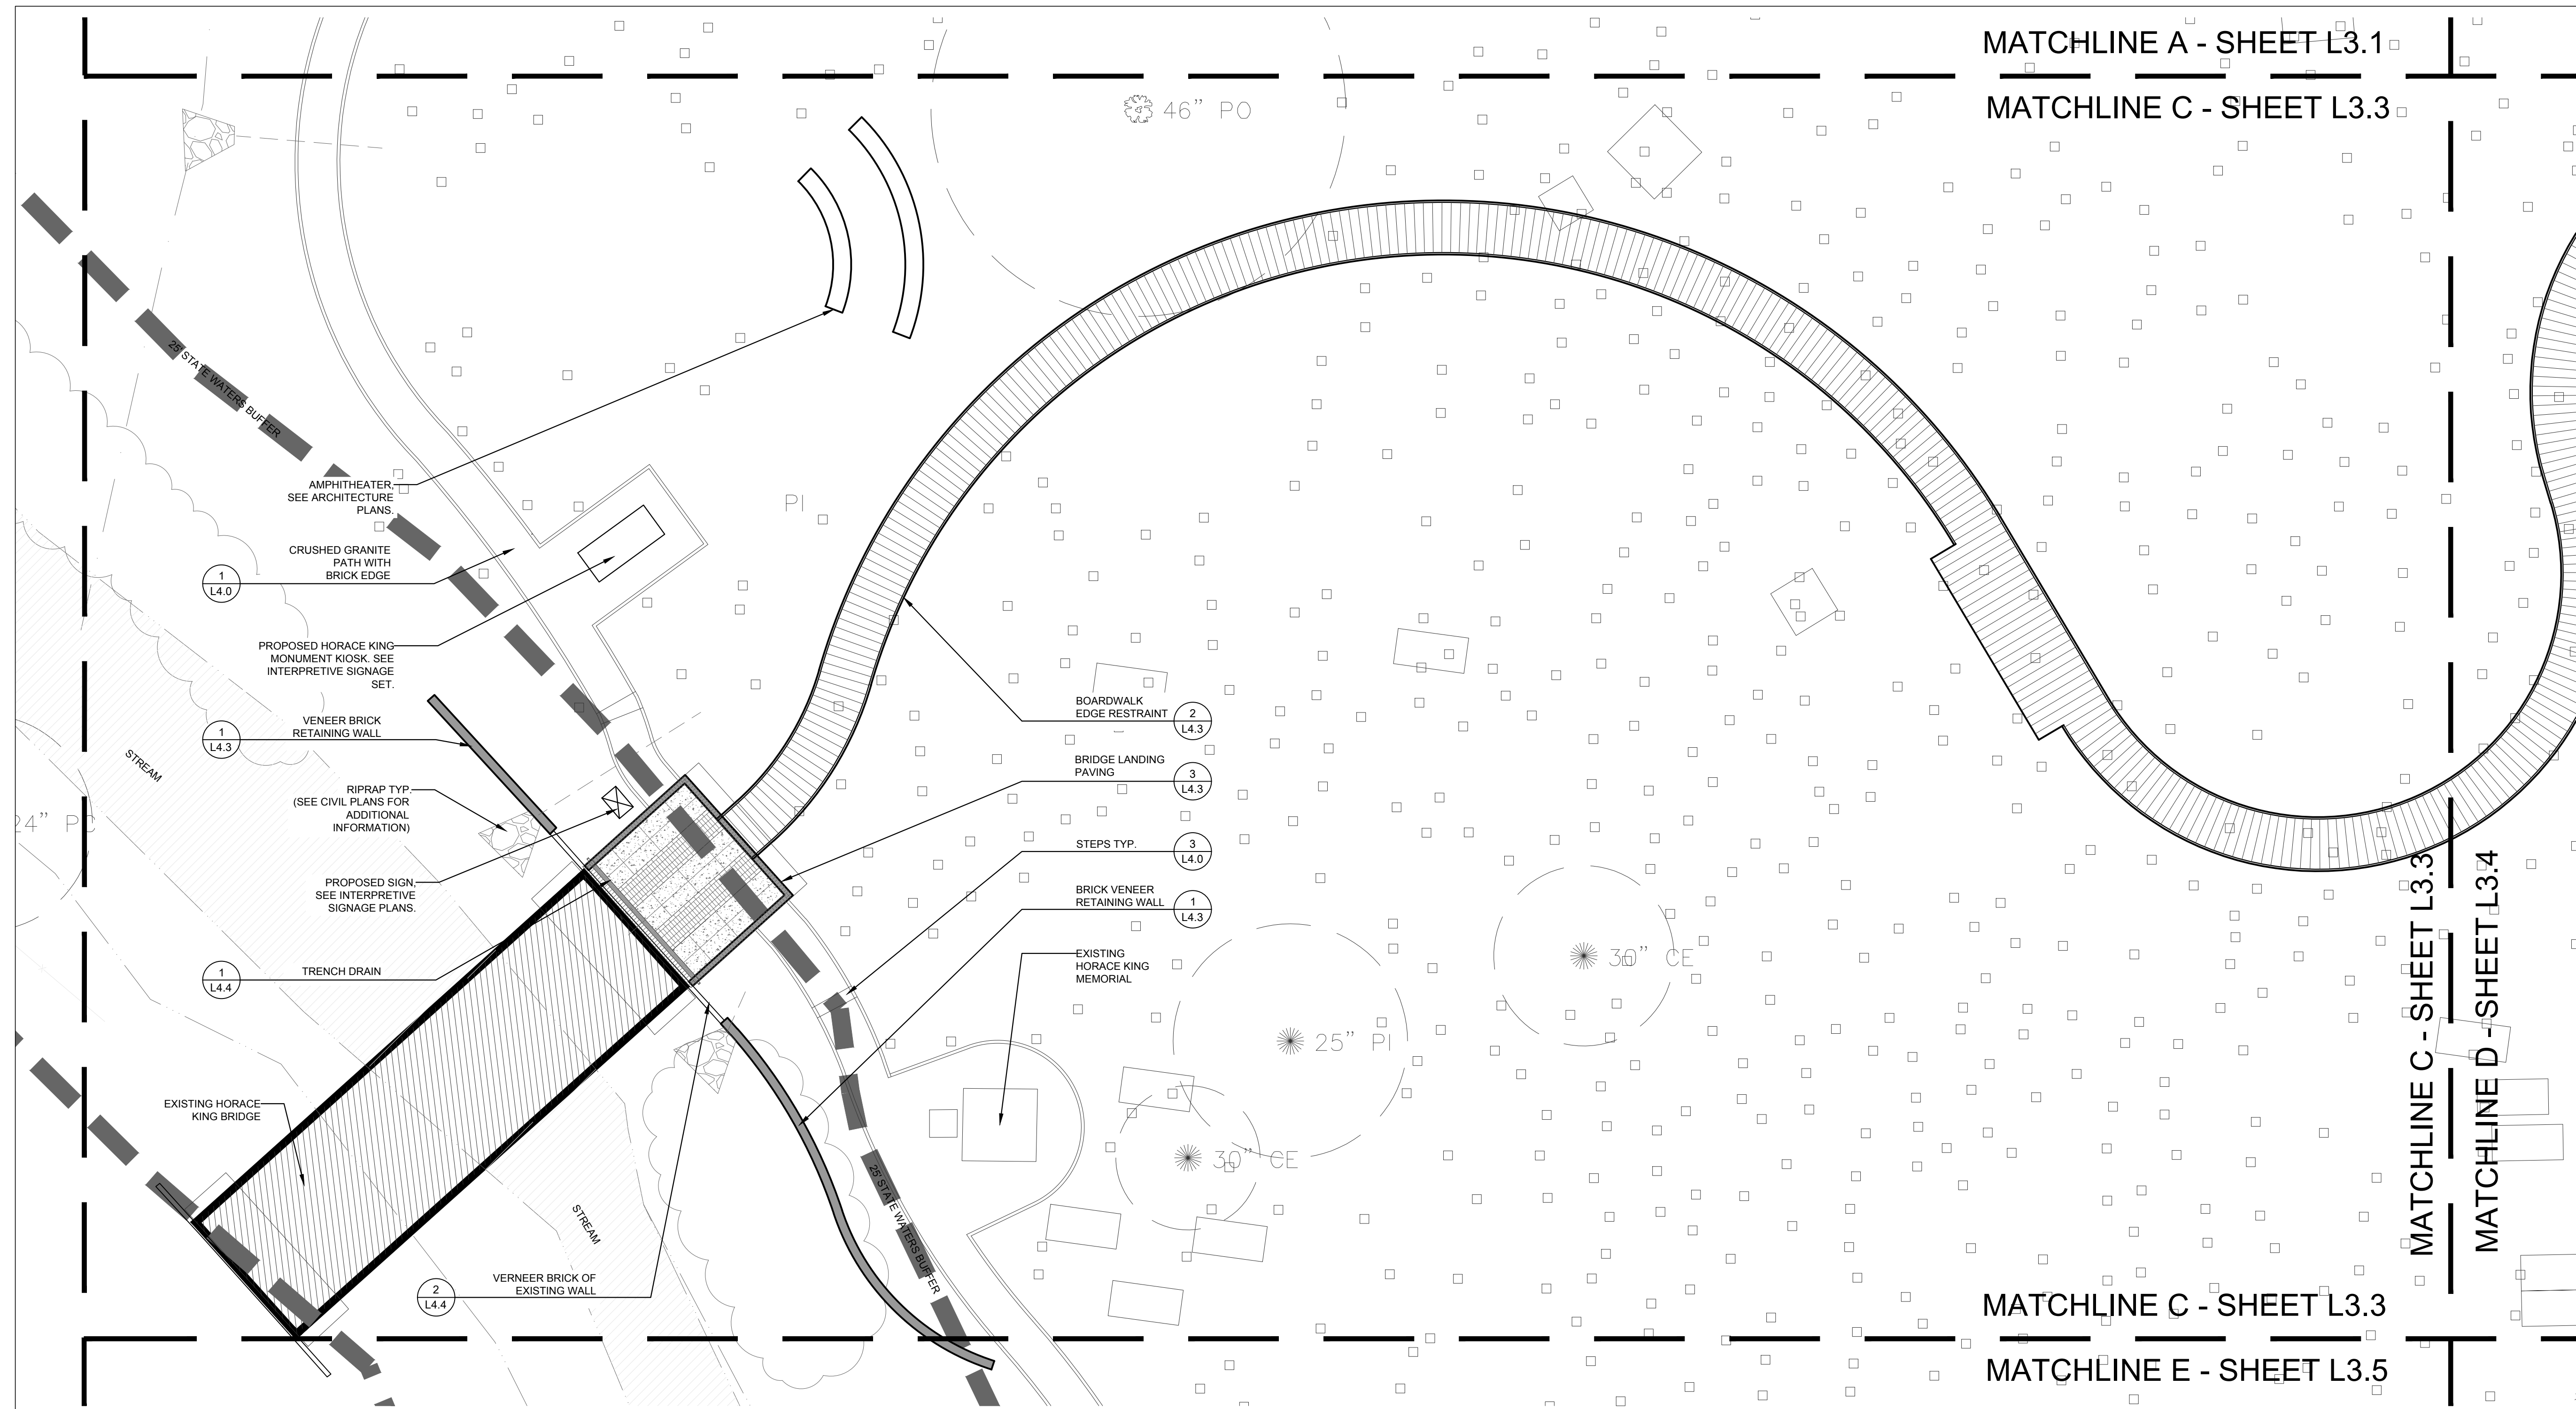 MATCHLINE A - SHEET L3.1
MATCHLINE C - SHEET L3.3
46" PO
25' STATE WATERS BUFFER
AMPHITHEATER,
SEE ARCHITECTURE
PLANS.
PI
CRUSHED GRANITE
PATH WITH
BRICK EDGE
1
L4.0
PROPOSED HORACE KING
MONUMENT KIOSK. SEE
INTERPRETIVE SIGNAGE
SET.
VENEER BRICK
RETAINING WALL
1
L4.3
STREAM
RIPRAP TYP.
(SEE CIVIL PLANS FOR
ADDITIONAL
INFORMATION)
24" PO
PROPOSED SIGN,
SEE INTERPRETIVE
SIGNAGE PLANS.
TRENCH DRAIN
1
L4.4
EXISTING HORACE
KING BRIDGE
VERNEER BRICK OF
EXISTING WALL
2
L4.4
STREAM
25' STATE WATERS BUFFER
BOARDWALK
EDGE RESTRAINT
2
L4.3
BRIDGE LANDING
PAVING
3
L4.3
STEPS TYP.
3
L4.0
BRICK VENEER
RETAINING WALL
1
L4.3
EXISTING
HORACE KING
MEMORIAL
30" CE
25" PI
30" CE
MATCHLINE C - SHEET L3.3
MATCHLINE D - SHEET L3.4
MATCHLINE C - SHEET L3.3
MATCHLINE E - SHEET L3.5